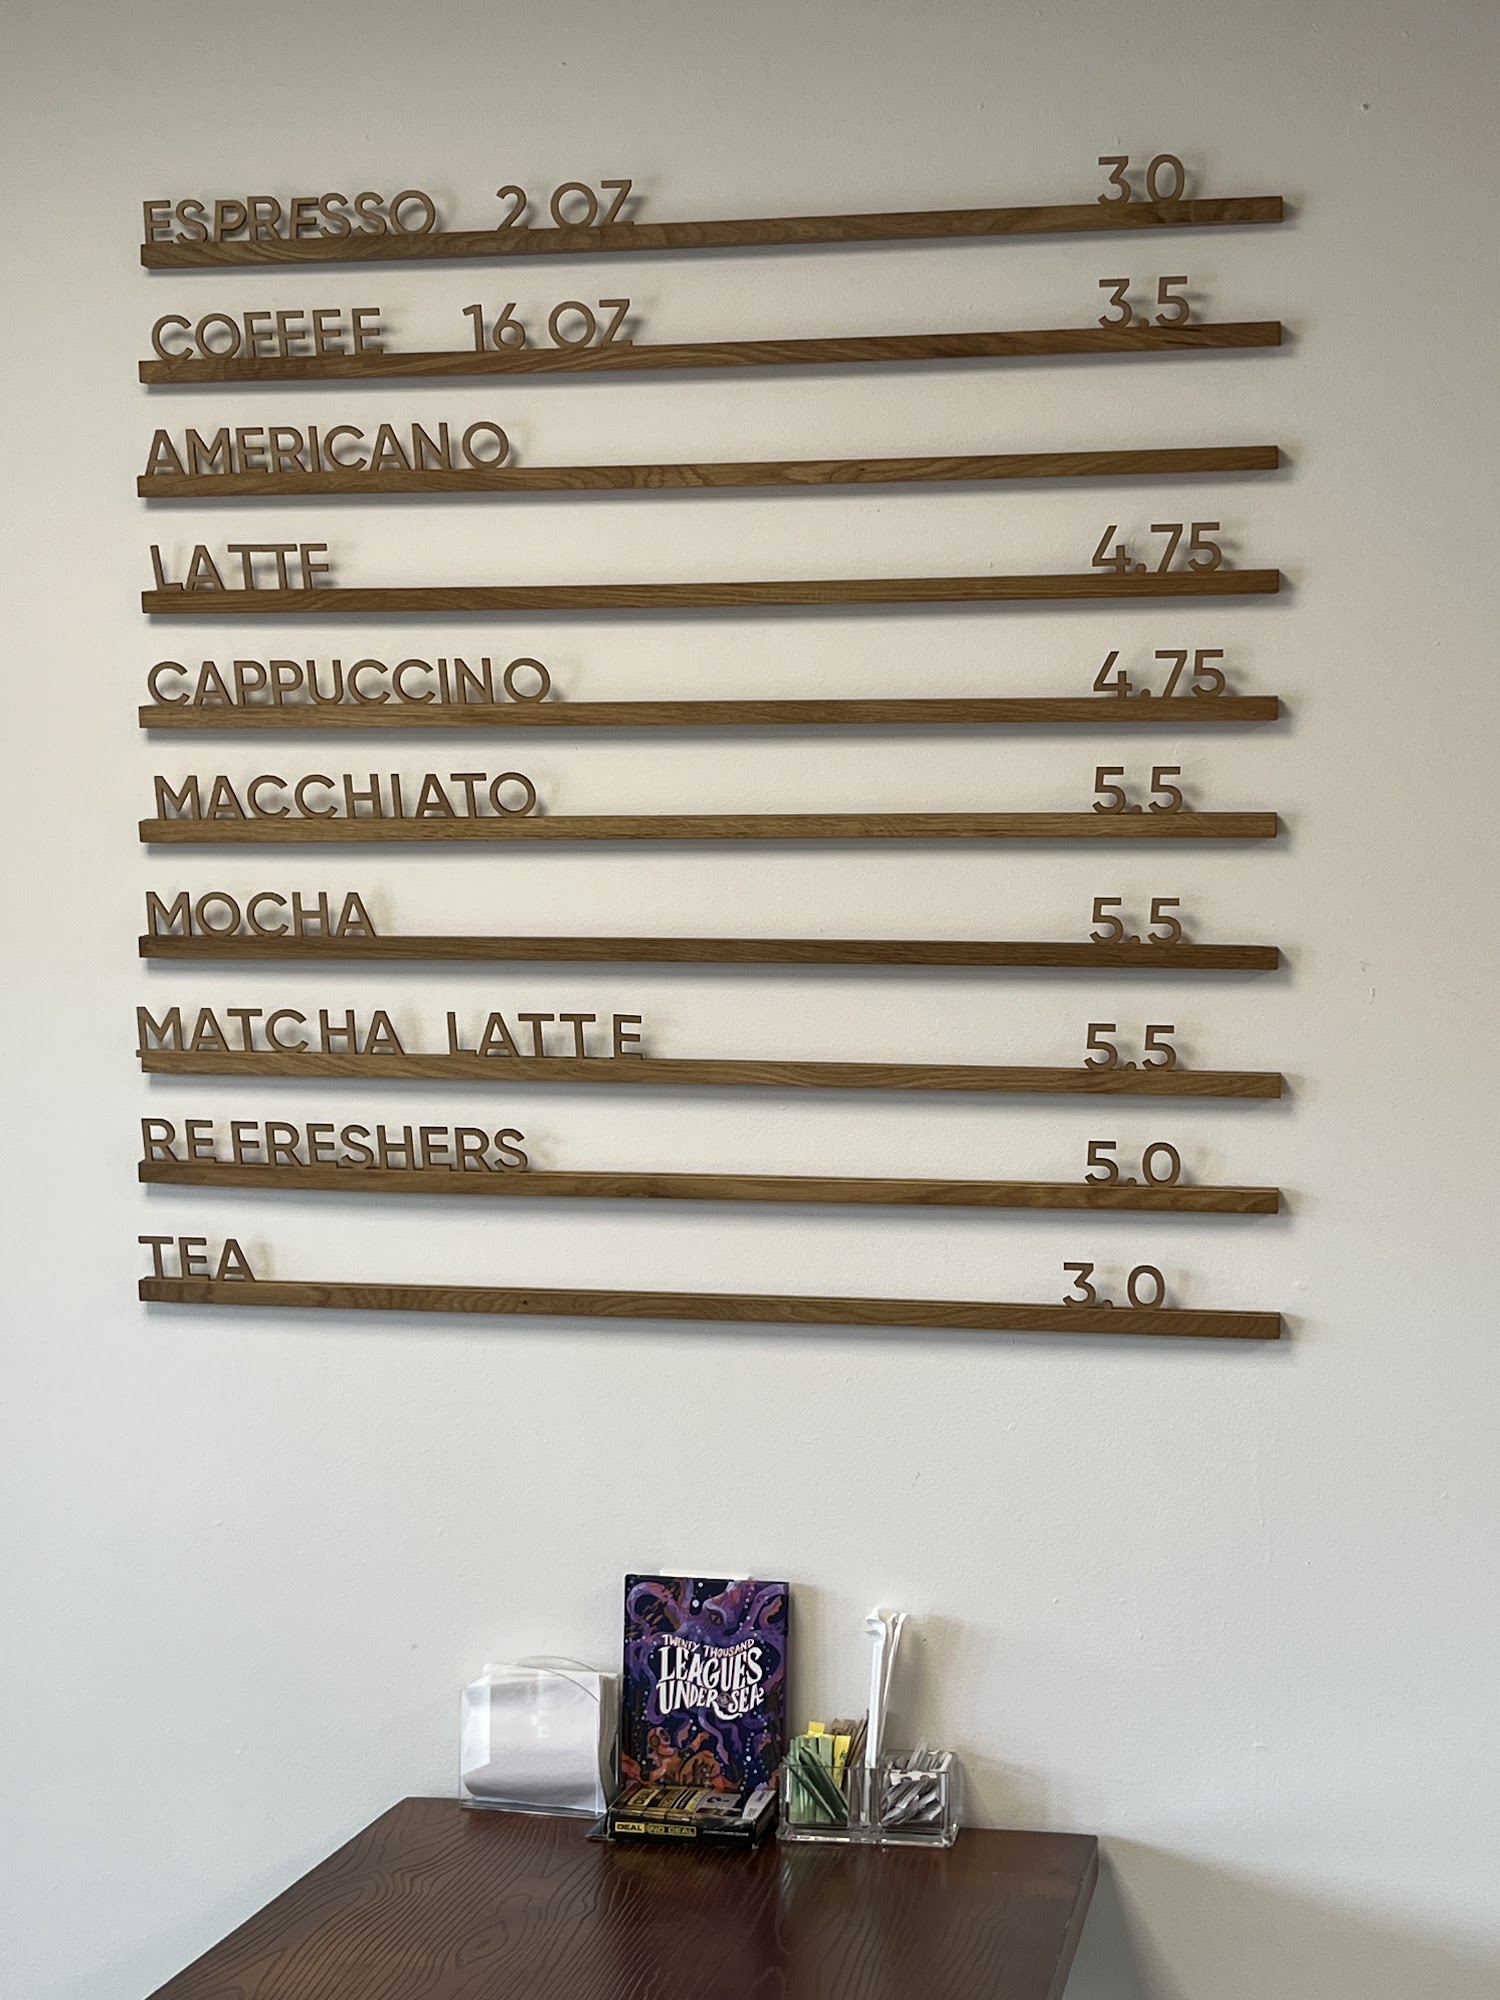 ESPRESSO 2 OZ 30
COFFEE 16 OZ 3.5
AMERICANO
LATTE 4.75
CAPPUCCINO 4.75
MACCHIATO 5.5
MOCHA 5.5
MATCHA LATTE 5.5
REFRESHERS 5.0
TEA 3.0
TWENTY THOUSAND
LEAGUES
UNDER THE SEA
DEAL NO DEAL